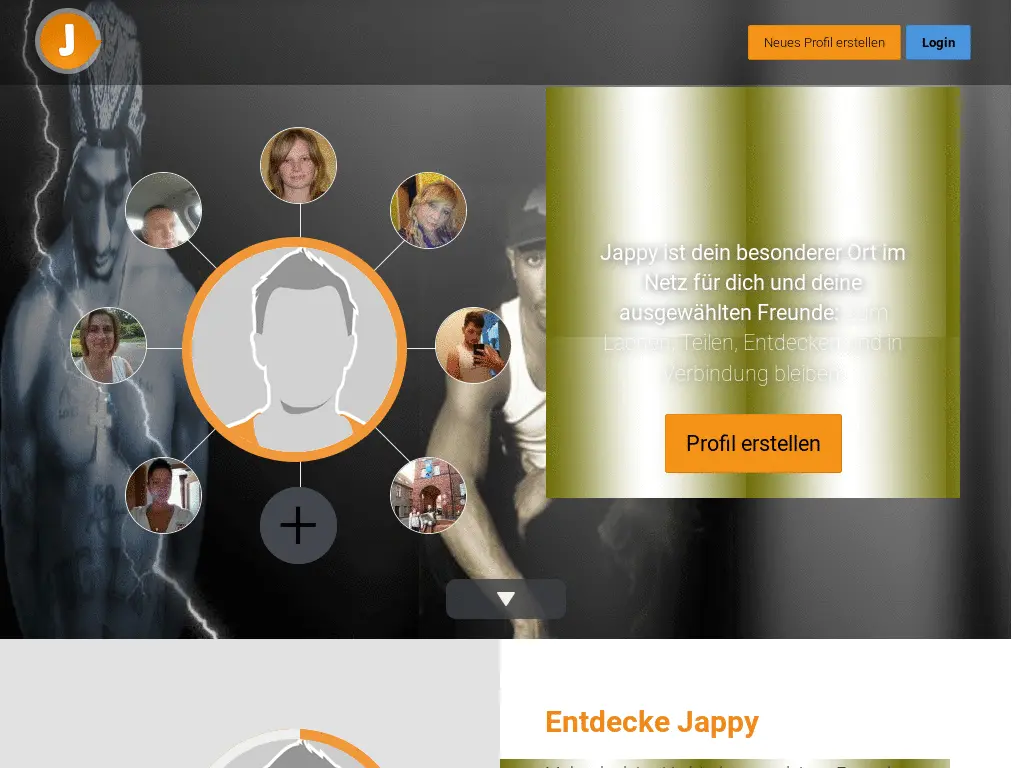 J
Neues Profil erstellen
Login
Jappy ist dein besonderer Ort im
Netz für dich und deine
ausgewählten Freunde: zum
Lachen, Teilen, Entdecken und in
Verbindung bleiben.
Profil erstellen
Entdecke Jappy